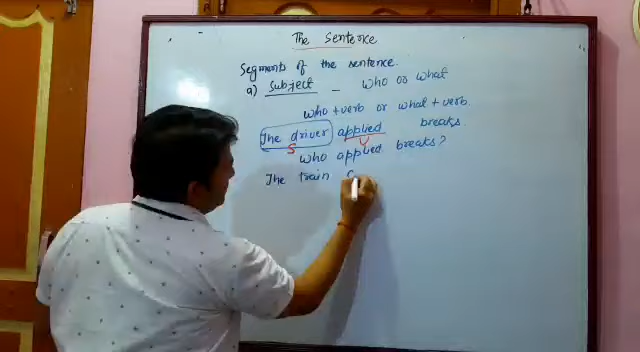 The Sentence
Segments of the sentence.
a) Subject – who or what
who + verb or what + verb
The driver applied breaks.
S V
who applied breaks?
The train